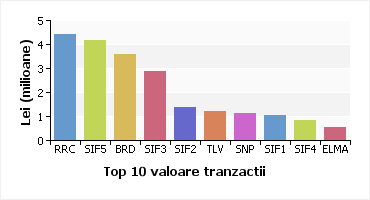 Lei (milioane)
5
4
3
2
1
0
RRC SIF5 BRD SIF3 SIF2 TLV SNP SIF1 SIF4 ELMA
Top 10 valoare tranzactii